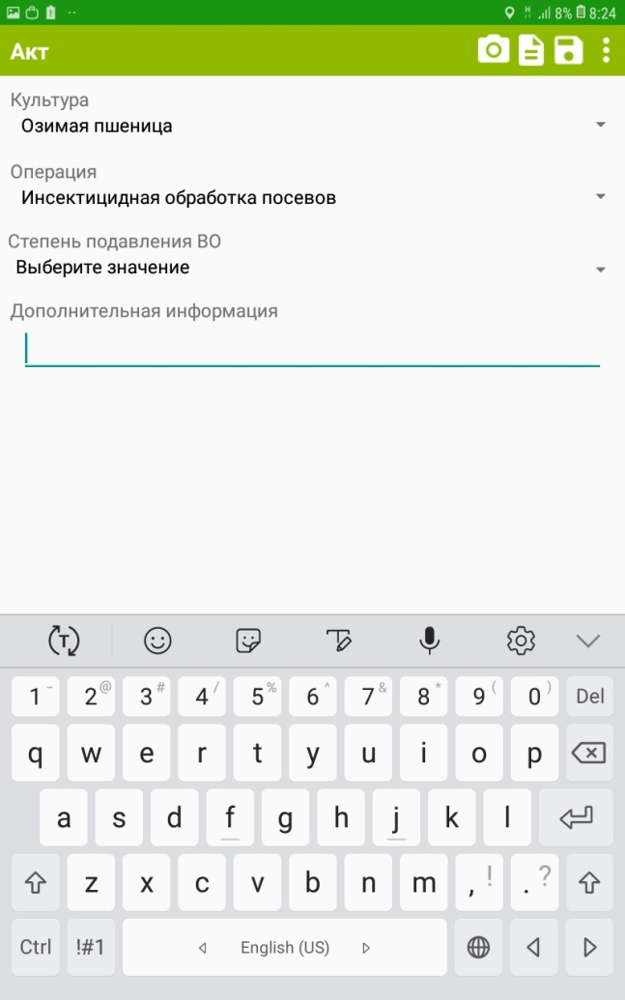 8% 8:24
Акт
Культура
Озимая пшеница
Операция
Инсектицидная обработка посевов
Степень подавления ВО
Выберите значение
Дополнительная информация
1 - 2 @ 3 # 4 / 5 % 6 ^ 7 & 8 * 9 ( 0 ) Del
q w e r t y u i o p
a s d f g h j k l
z x c v b n m , ! . ?
Ctrl !#1 English (US)